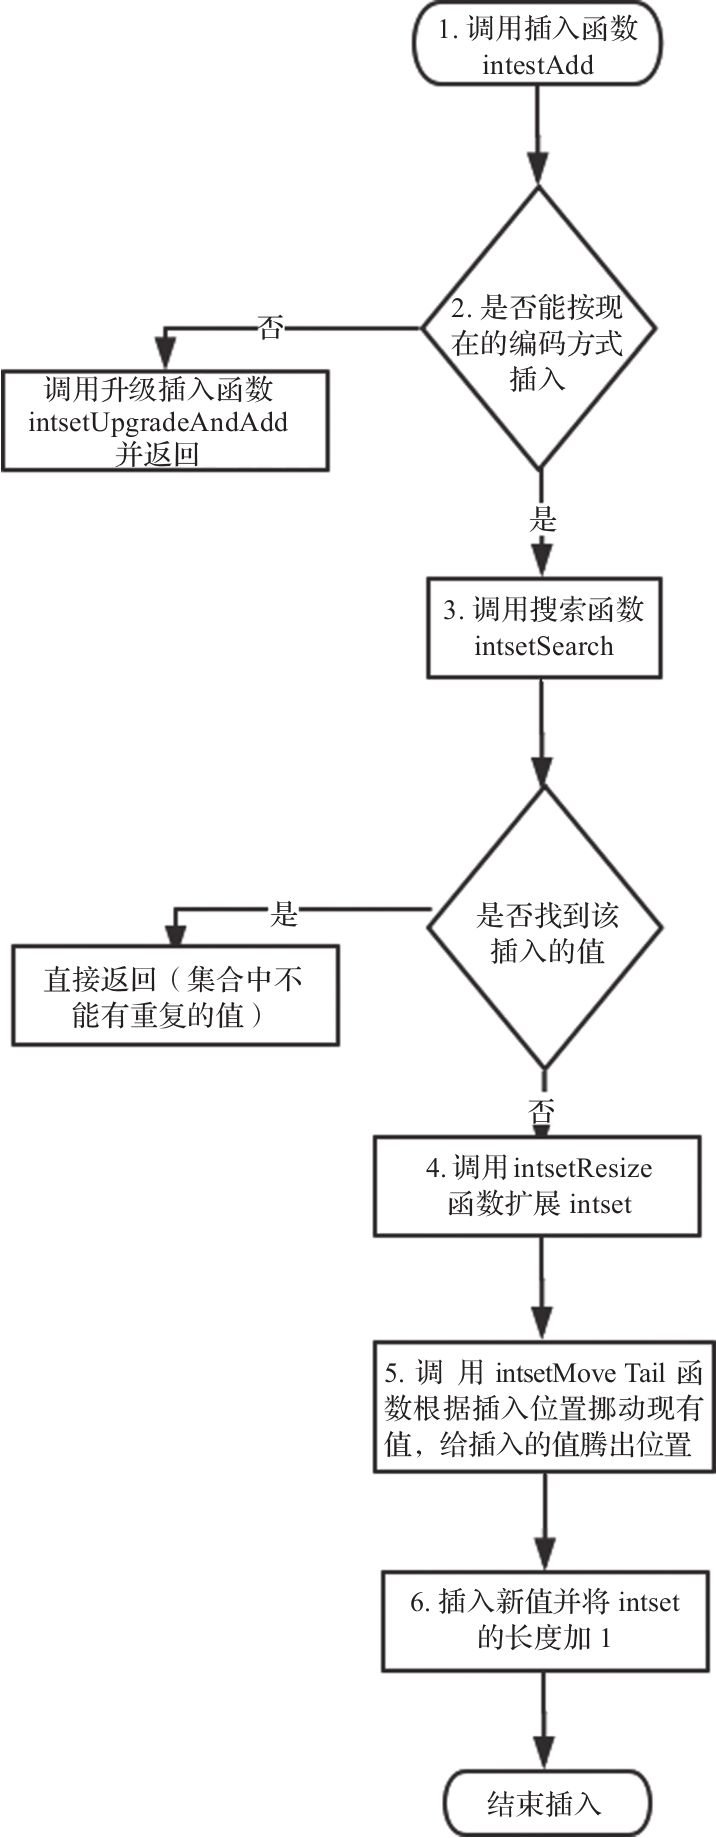 1. 调用插入函数
intestAdd
2. 是否能按现
在的编码方式
插入
否
调用升级插入函数
intsetUpgradeAndAdd
并返回
是
3. 调用搜索函数
intsetSearch
是否找到该
插入的值
是
直接返回（集合中不
能有重复的值）
否
4. 调用 intsetResize
函数扩展 intset
5. 调 用 intsetMove Tail 函
数根据插入位置挪动现有
值，给插入的值腾出位置
6. 插入新值并将 intset
的长度加 1
结束插入